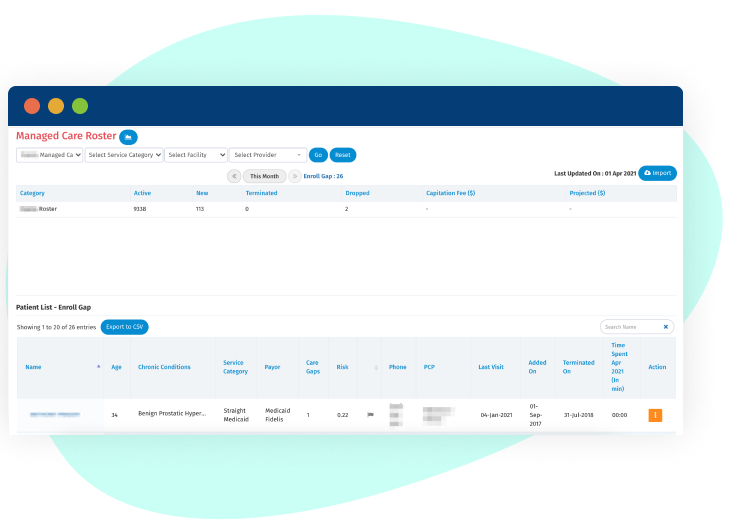 Managed Care Roster
Managed Ca Select Service Category Select Facility Select Provider Go Reset
This Month Enroll Gap : 26 Last Updated On : 01 Apr 2021 Import
Category Active New Terminated Dropped Capitation Fee ($) Projected ($)
Roster 9338 113 0 2 - -
Patient List - Enroll Gap
Showing 1 to 20 of 26 entries Export to CSV Search Name
Name Age Chronic Conditions Service Category Payor Care Gaps Risk Phone PCP Last Visit Added On Terminated On Time Spent Apr 2021 (In min) Action
34 Benign Prostatic Hyper... Straight Medicaid Medicaid Fidelis 1 0.22 04-Jan-2021 01-Sep-2017 31-Jul-2018 00:00